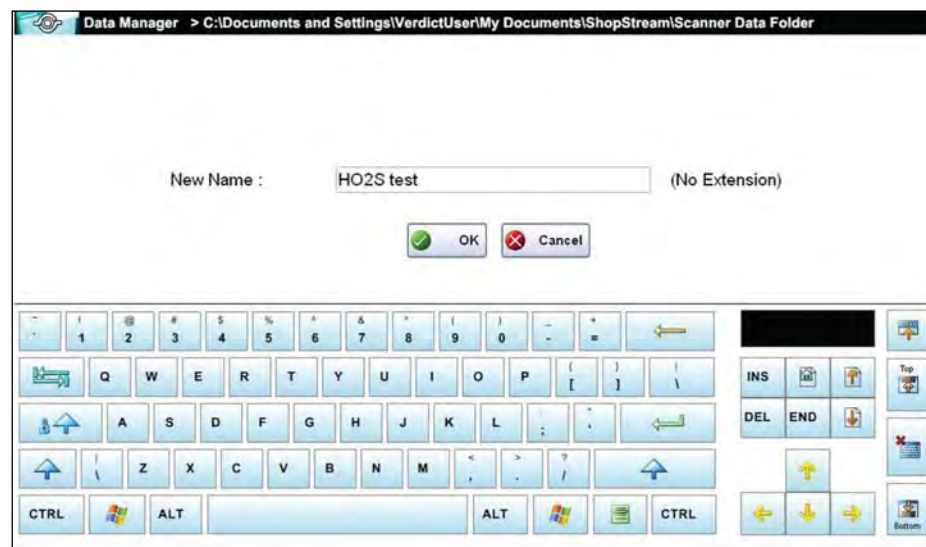 Data Manager > C:\Documents and Settings\VerdictUser\My Documents\ShopStream\Scanner Data Folder
New Name : HO2S test (No Extension)
OK Cancel
! @ # $ % ^ & * ( ) _ +
1 2 3 4 5 6 7 8 9 0 - =
Q W E R T Y U I O P [ ] \ INS Top
A S D F G H J K L ; ' DEL END
\ Z X C V B N M < , > . ? /
CTRL ALT ALT CTRL Bottom